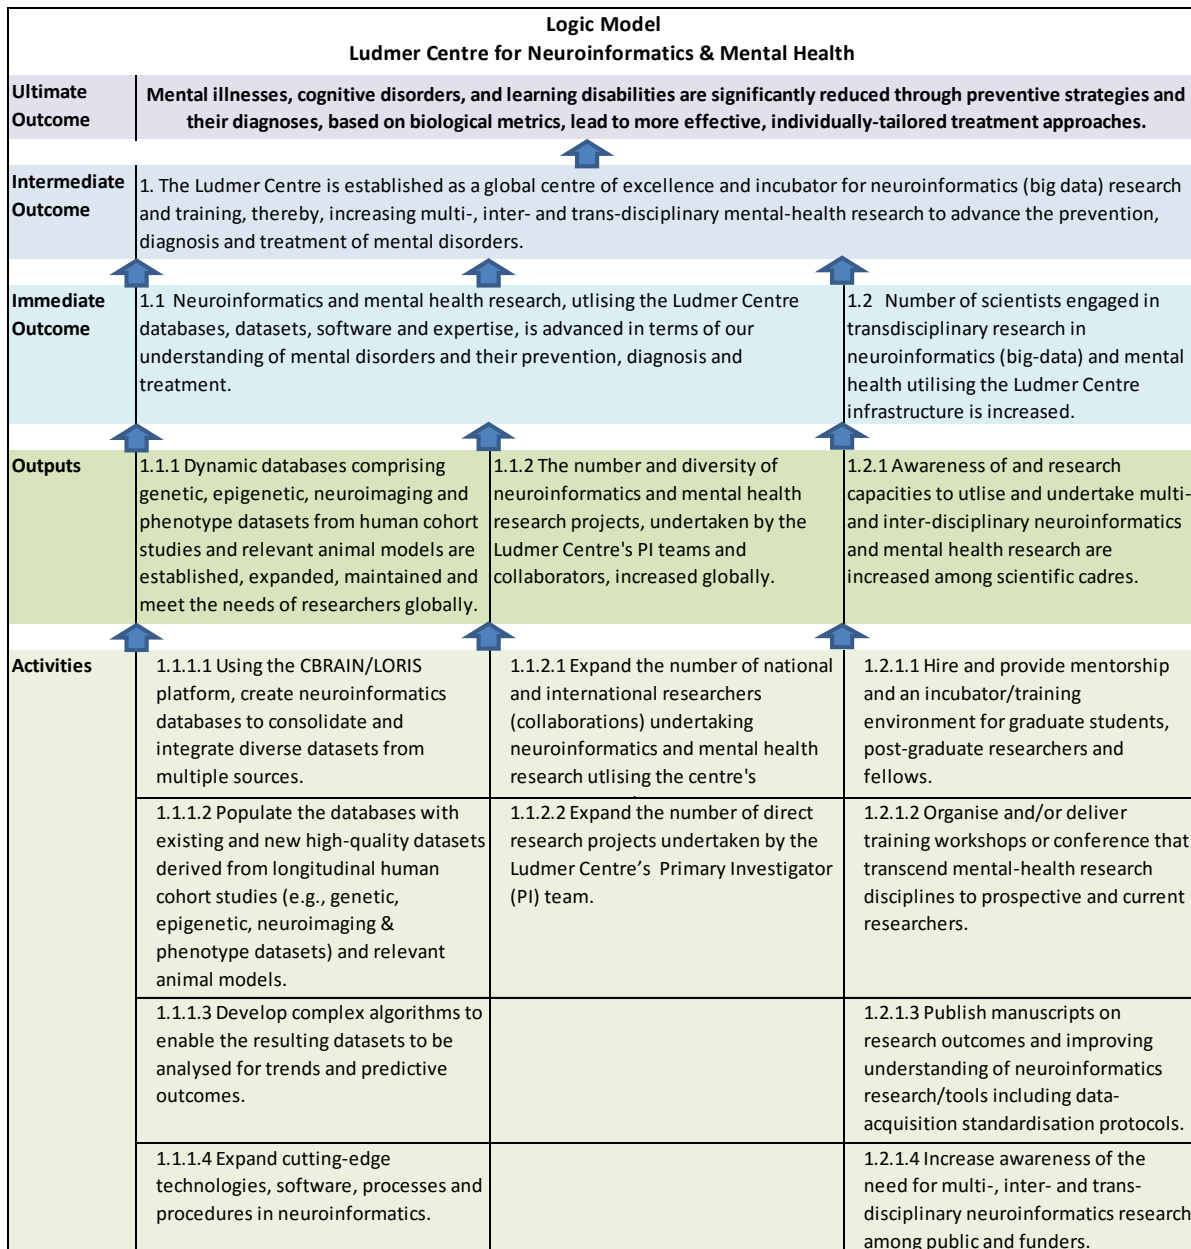 Logic Model
Ludmer Centre for Neuroinformatics & Mental Health
Ultimate
Outcome
Mental illnesses, cognitive disorders, and learning disabilities are significantly reduced through preventive strategies and
their diagnoses, based on biological metrics, lead to more effective, individually-tailored treatment approaches.
Intermediate
Outcome
1. The Ludmer Centre is established as a global centre of excellence and incubator for neuroinformatics (big data) research
and training, thereby, increasing multi-, inter- and trans-disciplinary mental-health research to advance the prevention,
diagnosis and treatment of mental disorders.
Immediate
Outcome
1.1 Neuroinformatics and mental health research, utlising the Ludmer Centre
databases, datasets, software and expertise, is advanced in terms of our
understanding of mental disorders and their prevention, diagnosis and
treatment.
1.2 Number of scientists engaged in
transdisciplinary research in
neuroinformatics (big-data) and mental
health utilising the Ludmer Centre
infrastructure is increased.
Outputs
1.1.1 Dynamic databases comprising
genetic, epigenetic, neuroimaging and
phenotype datasets from human cohort
studies and relevant animal models are
established, expanded, maintained and
meet the needs of researchers globally.
1.1.2 The number and diversity of
neuroinformatics and mental health
research projects, undertaken by the
Ludmer Centre's PI teams and
collaborators, increased globally.
1.2.1 Awareness of and research
capacities to utlise and undertake multi-
and inter-disciplinary neuroinformatics
and mental health research are
increased among scientific cadres.
Activities
1.1.1.1 Using the CBRAIN/LORIS
platform, create neuroinformatics
databases to consolidate and
integrate diverse datasets from
multiple sources.
1.1.2.1 Expand the number of national
and international researchers
(collaborations) undertaking
neuroinformatics and mental health
research utlising the centre's
1.2.1.1 Hire and provide mentorship
and an incubator/training
environment for graduate students,
post-graduate researchers and
fellows.
1.1.1.2 Populate the databases with
existing and new high-quality datasets
derived from longitudinal human
cohort studies (e.g., genetic,
epigenetic, neuroimaging &
phenotype datasets) and relevant
animal models.
1.1.2.2 Expand the number of direct
research projects undertaken by the
Ludmer Centre’s Primary Investigator
(PI) team.
1.2.1.2 Organise and/or deliver
training workshops or conference that
transcend mental-health research
disciplines to prospective and current
researchers.
1.1.1.3 Develop complex algorithms to
enable the resulting datasets to be
analysed for trends and predictive
outcomes.
1.2.1.3 Publish manuscripts on
research outcomes and improving
understanding of neuroinformatics
research/tools including data-
acquisition standardisation protocols.
1.1.1.4 Expand cutting-edge
technologies, software, processes and
procedures in neuroinformatics.
1.2.1.4 Increase awareness of the
need for multi-, inter- and trans-
disciplinary neuroinformatics research
among public and funders.